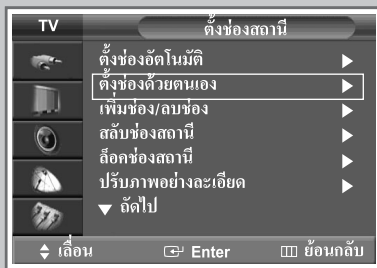 TV ตั้งช่องสถานี
ตั้งช่องอัตโนมัติ
ตั้งช่องด้วยตนเอง
เพิ่มช่อง/ลบช่อง
สลับช่องสถานี
ล็อคช่องสถานี
ปรับภาพอย่างละเอียด
ถัดไป
เลื่อน Enter ย้อนกลับ